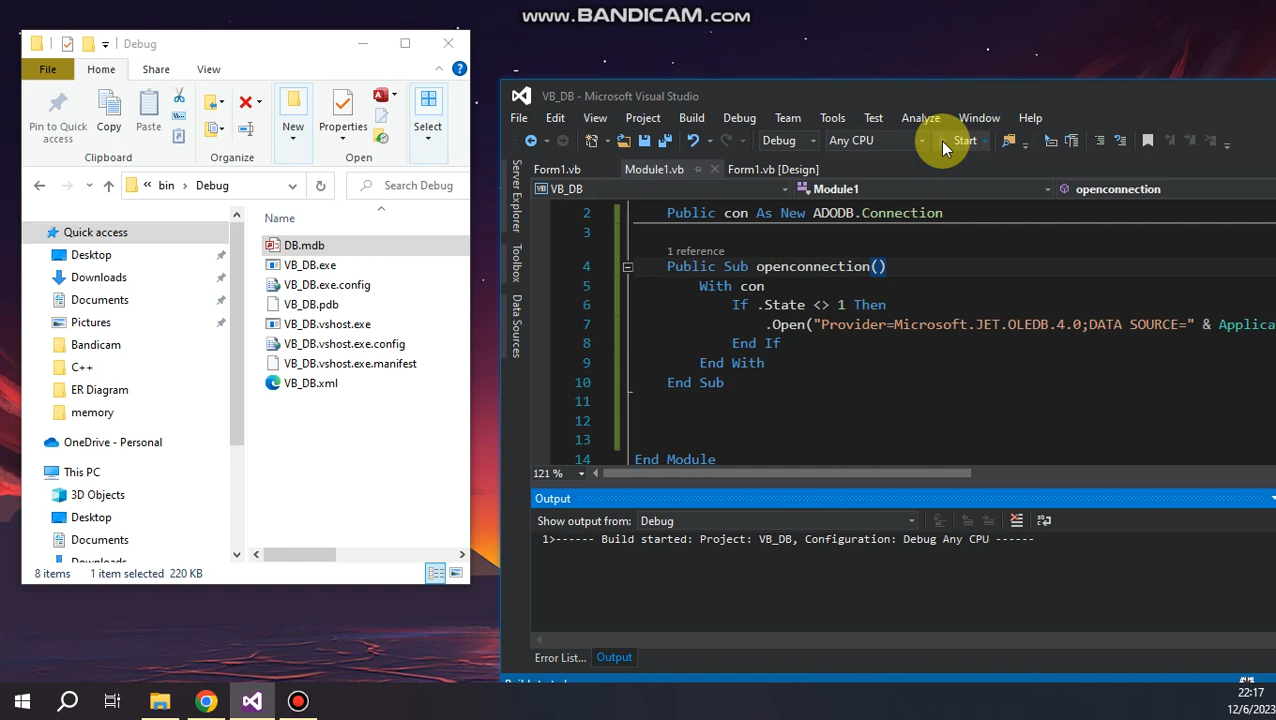 www.BANDICAM.com
Debug
File
Home
Share
View
Pin to Quick access
Copy
Paste
New
Properties
Select
Clipboard
Organize
Open
bin
Debug
Search Debug
Name
Quick access
Desktop
Downloads
Documents
Pictures
Bandicam
C++
ER Diagram
memory
OneDrive - Personal
This PC
3D Objects
Desktop
Documents
DB.mdb
VB_DB.exe
VB_DB.exe.config
VB_DB.pdb
VB_DB.vshost.exe
VB_DB.vshost.exe.config
VB_DB.vshost.exe.manifest
VB_DB.xml
8 items 1 item selected 220 KB
VB_DB - Microsoft Visual Studio
File Edit View Project Build Debug Team Tools Test Analyze Window Help
Debug Any CPU Start
Form1.vb Module1.vb Form1.vb [Design]
VB_DB Module1 openconnection
Server Explorer
Toolbox
Data Sources
2 Public con As New ADODB.Connection
3
1 reference
4 Public Sub openconnection()
5 With con
6 If .State <> 1 Then
7 .Open("Provider=Microsoft.JET.OLEDB.4.0;DATA SOURCE=" & Applica
8 End If
9 End With
10 End Sub
11
12
13
14 End Module
121 %
Output
Show output from: Debug
1>------ Build started: Project: VB_DB, Configuration: Debug Any CPU ------
Error List... Output
22:17
12/6/2023